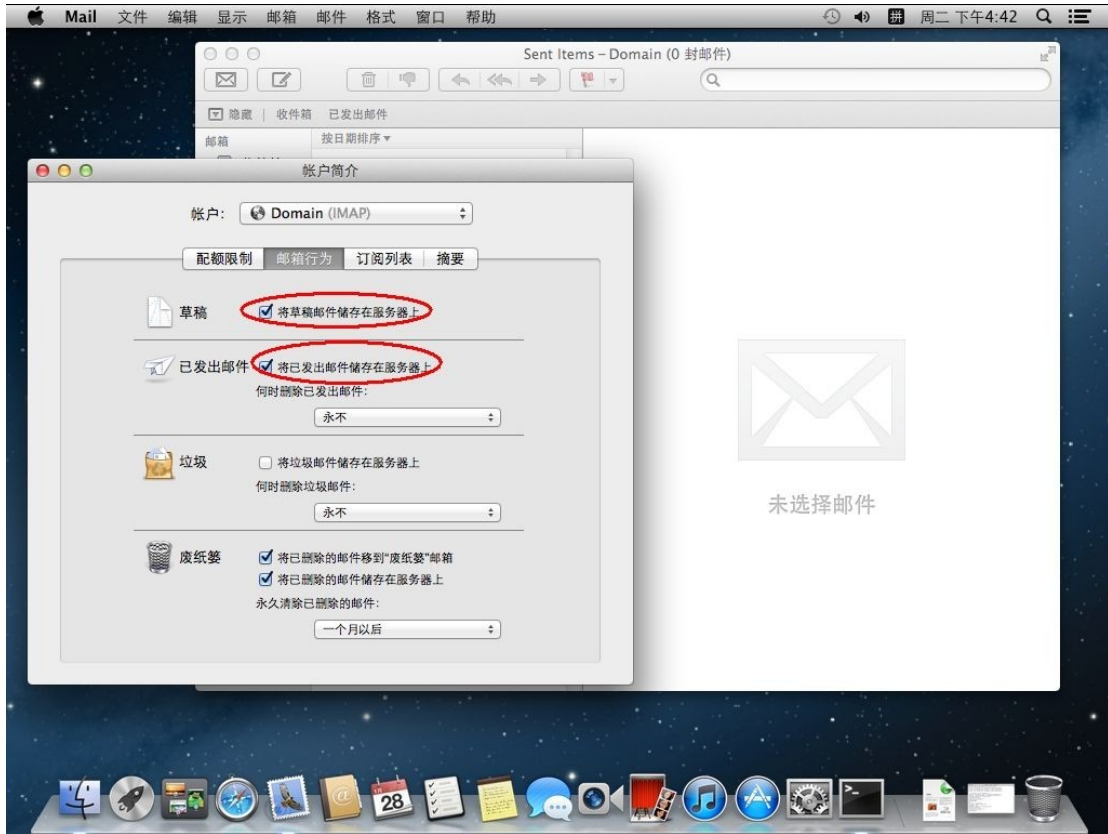 Mail 文件 编辑 显示 邮箱 邮件 格式 窗口 帮助 拼 周二 下午4:42
Sent Items – Domain (0 封邮件)
隐藏 | 收件箱 已发出邮件
邮箱 按日期排序
帐户简介
帐户: Domain (IMAP)
配额限制 邮箱行为 订阅列表 摘要
草稿 将草稿邮件储存在服务器上
已发出邮件 将已发出邮件储存在服务器上
何时删除已发出邮件:
永不
垃圾 将垃圾邮件储存在服务器上
何时删除垃圾邮件:
永不
废纸篓 将已删除的邮件移到“废纸篓”邮箱
将已删除的邮件储存在服务器上
永久清除已删除的邮件:
一个月以后
未选择邮件
28